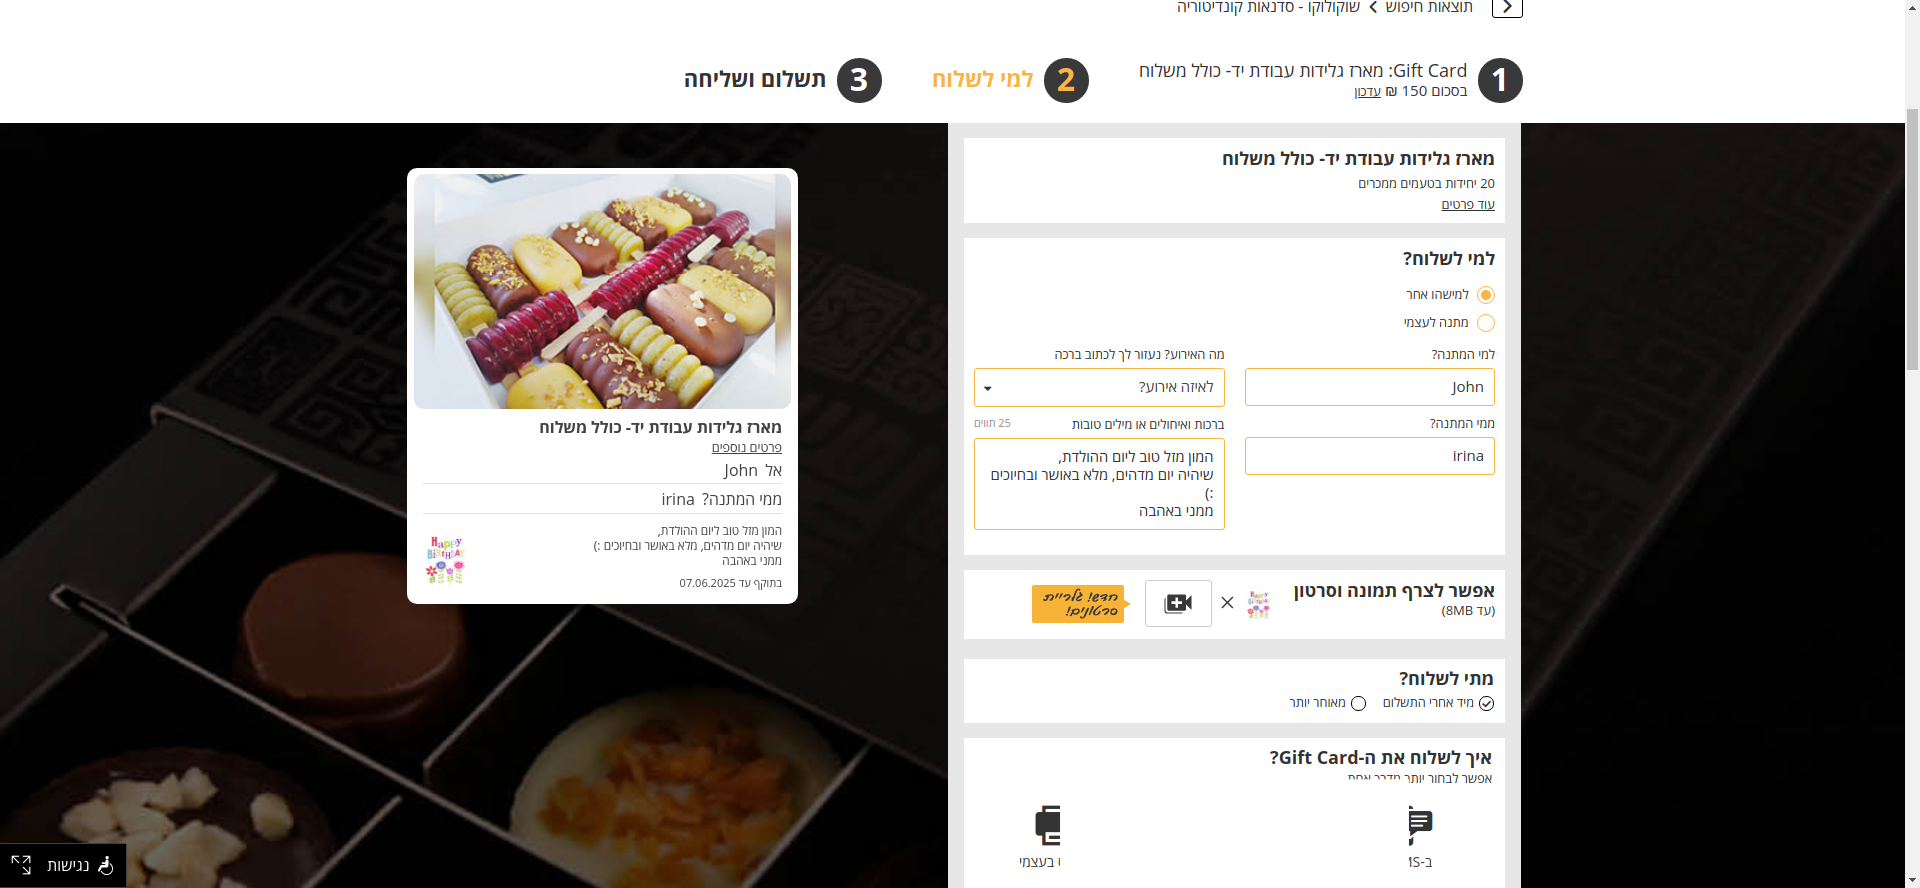 תוצאות חיפוש
שוקולוקו - סדנאות קונדיטוריה
1
Gift Card: מארז גלידות עבודת יד- כולל משלוח
בסכום 150 ₪ עדכון
2
למי לשלוח
3
תשלום ושליחה
מארז גלידות עבודת יד- כולל משלוח
20 יחידות בטעמים ממכרים
עוד פרטים
למי לשלוח?
למישהו אחר
מתנה לעצמי
למי המתנה?
John
ממי המתנה?
irina
מה האירוע? נעזור לך לכתוב ברכה
לאיזה אירוע?
ברכות ואיחולים או מילים טובות
25 תווים
המון מזל טוב ליום ההולדת,
שיהיה יום מדהים, מלא באושר ובחיוכים
:)
ממני באהבה
אפשר לצרף תמונה וסרטון
(עד 8MB)
חדש! גלריית
סרטונים!
מתי לשלוח?
מיד אחרי התשלום
מאוחר יותר
איך לשלוח את ה-Gift Card?
אפשר לבחור יותר מדרך אחת
בעצמי
מארז גלידות עבודת יד- כולל משלוח
פרטים נוספים
אל John
ממי המתנה? irina
המון מזל טוב ליום ההולדת,
שיהיה יום מדהים, מלא באושר ובחיוכים :)
ממני באהבה
בתוקף עד 07.06.2025
Happy
BIRTHDAY
נגישות